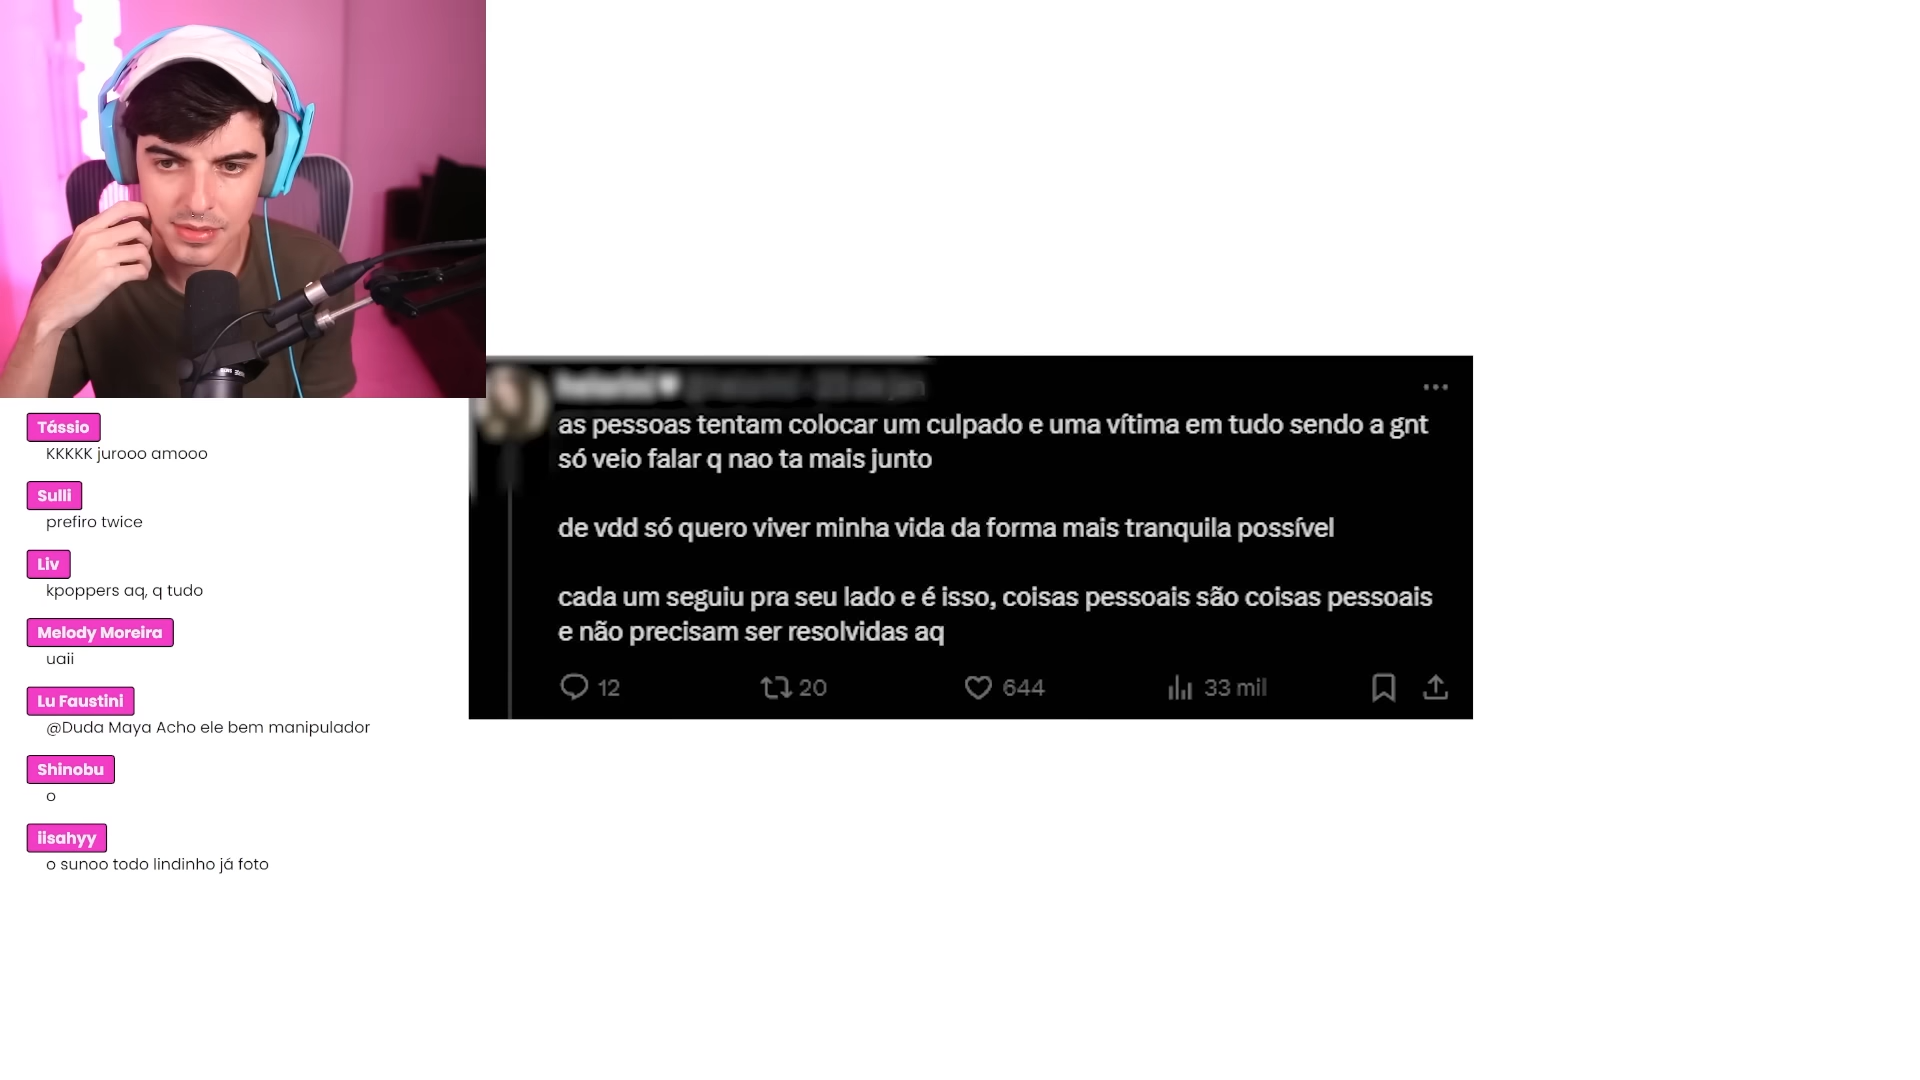 Tássio
KKKKK jurooo amooo
Sulli
prefiro twice
Liv
kpoppers aq, q tudo
Melody Moreira
uaii
Lu Faustini
@Duda Maya Acho ele bem manipulador
Shinobu
o
iisahyy
o sunoo todo lindinho já foto
as pessoas tentam colocar um culpado e uma vítima em tudo sendo a gnt
só veio falar q nao ta mais junto
de vdd só quero viver minha vida da forma mais tranquila possível
cada um seguiu pra seu lado e é isso, coisas pessoais são coisas pessoais
e não precisam ser resolvidas aq
12 20 644 33 mil